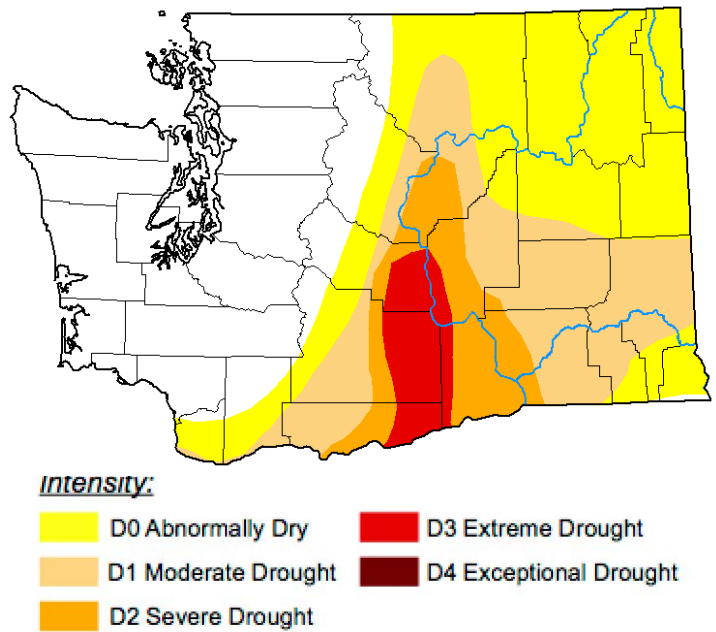 Intensity:
D0 Abnormally Dry
D3 Extreme Drought
D1 Moderate Drought
D4 Exceptional Drought
D2 Severe Drought